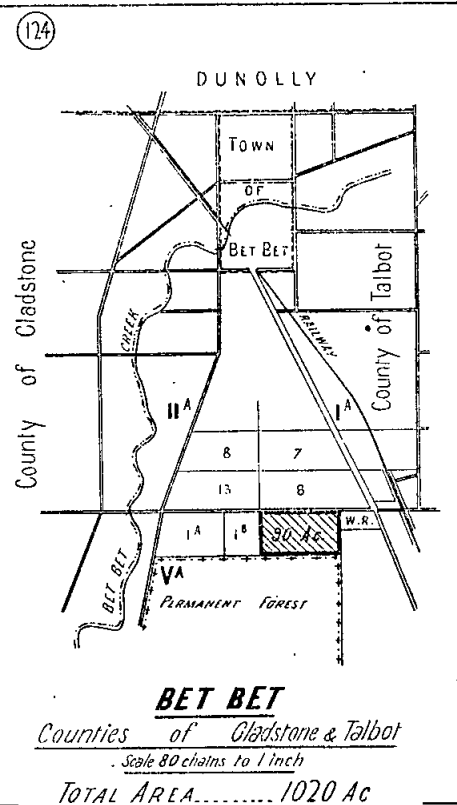 124
DUNOLLY
TOWN
OF
BET BET
County of Gladstone
County of Talbot
CREEK
RAILWAY
II A
I A
8 7
13 8
I A I B 90 Ac W.R.
V A
BET BET
PERMANENT FOREST
BET BET
Counties of Gladstone & Talbot
Scale 80 chains to 1 inch
TOTAL AREA......... 1020 Ac